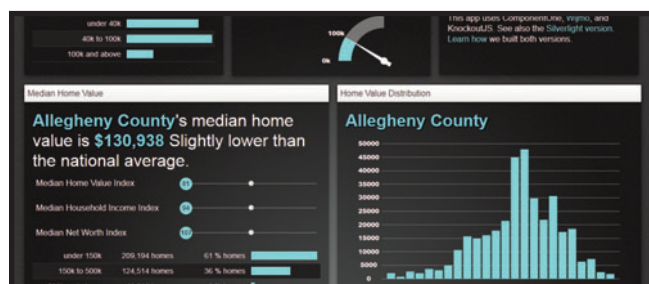 under 40k
40k to 100k
100k and above
100k
0k
This app uses ComponentOne, Wijmo, and
KnockoutJS. See also the Silverlight version.
Learn how we built both versions.
Median Home Value
Allegheny County's median home
value is $130,938 Slightly lower than
the national average.
Median Home Value Index 81
Median Household Income Index 94
Median Net Worth Index 107
under 150k 209,194 homes 61 % homes
150k to 500k 124,514 homes 36 % homes
Home Value Distribution
Allegheny County
50000
45000
40000
35000
30000
25000
20000
15000
10000
5000
0